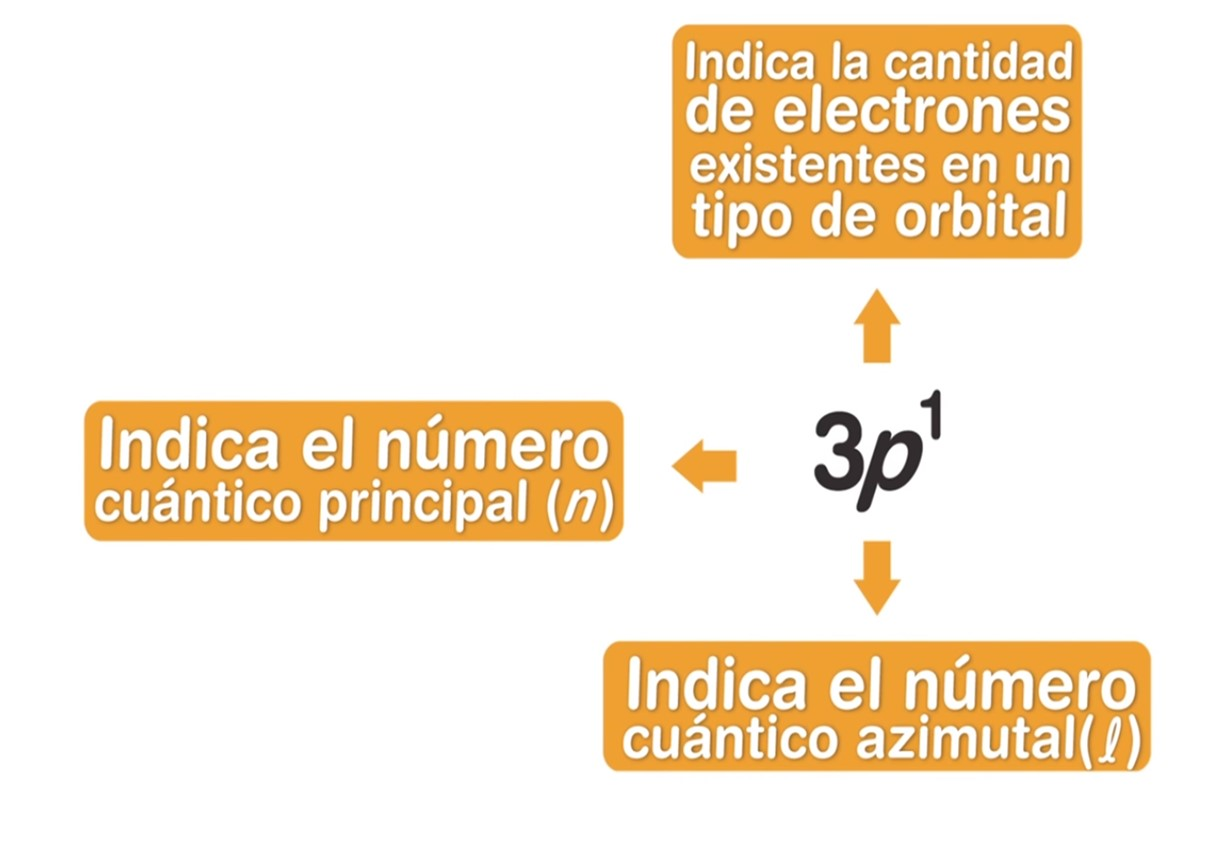 Indica la cantidad
de electrones
existentes en un
tipo de orbital
Indica el número
cuántico principal (n)
3p¹
Indica el número
cuántico azimutal(ℓ)